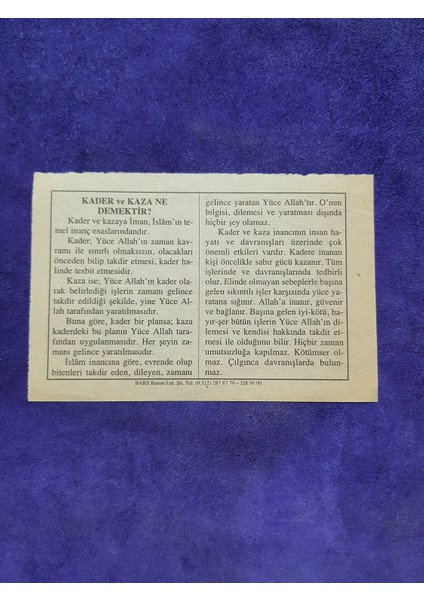 KADER ve KAZA NE
DEMEKTİR?
Kader ve kazaya İman, İslâm'ın te-
mel inanç esaslarındandır.
Kader; Yüce Allah'ın zaman kav-
ramı ile sınırlı olmaksızın, olacakları
önceden bilip takdir etmesi, kader ha-
linde tesbit etmesidir.
Kaza ise; Yüce Allah'ın kader ola-
rak belirlediği işlerin zamanı gelince
takdir edildiği şekilde, yine Yüce Al-
lah tarafından yaratılmasıdır.
Buna göre, kader bir plansa; kaza
kaderdeki bu planın Yüce Allah tara-
fından uygulanmasıdır. Her şeyin za-
manı gelince yaratılmasıdır.
İslâm inancına göre, evrende olup
bitenleri takdir eden, dileyen, zamanı
gelince yaratan Yüce Allah'tır. O'nun
bilgisi, dilemesi ve yaratması dışında
hiçbir şey olamaz.
Kader ve kaza inancının insan ha-
yatı ve davranışları üzerinde çok
önemli etkileri vardır. Kadere inanan
kişi öncelikle sabır gücü kazanır. Tüm
işlerinde ve davranışlarında tedbirli
olur. Elinde olmayan sebeplerle başına
gelen sıkıntılı işler karşısında yüce ya-
ratana sığınır. Allah'a inanır, güvenir
ve bağlanır. Başına gelen iyi-kötü, ha-
yır-şer bütün işlerin Yüce Allah'ın di-
lemesi ve kendisi hakkında takdir et-
mesi ile olduğunu bilir. Hiçbir zaman
umutsuzluğa kapılmaz. Kötümser ol-
maz. Çılgınca davranışlarda bulun-
maz.
BARS Basım Ltd. Şti. Tel: (0.312) 287 67 79 -